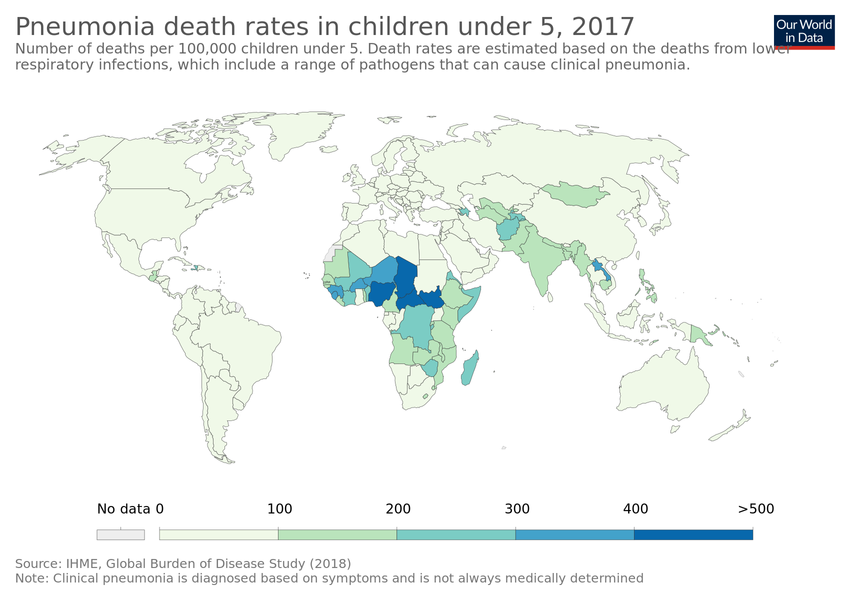 Pneumonia death rates in children under 5, 2017
Our World
in Data
Number of deaths per 100,000 children under 5. Death rates are estimated based on the deaths from lower
respiratory infections, which include a range of pathogens that can cause clinical pneumonia.
No data 0 100 200 300 400 >500
Source: IHME, Global Burden of Disease Study (2018)
Note: Clinical pneumonia is diagnosed based on symptoms and is not always medically determined